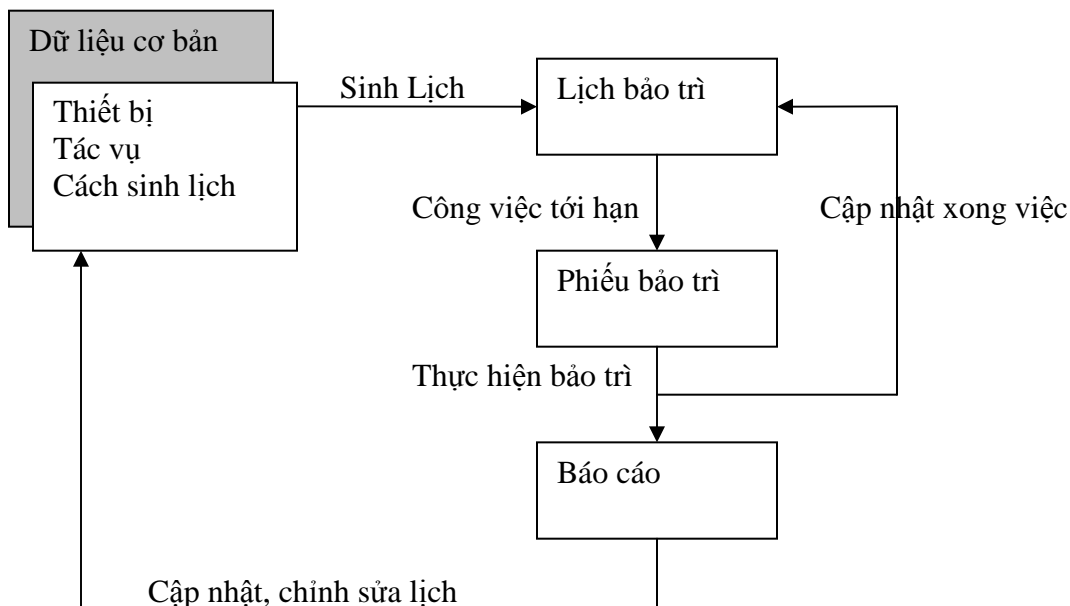 Dữ liệu cơ bản
Thiết bị
Tác vụ
Cách sinh lịch
Sinh Lịch
Lịch bảo trì
Công việc tới hạn
Cập nhật xong việc
Phiếu bảo trì
Thực hiện bảo trì
Báo cáo
Cập nhật, chỉnh sửa lịch